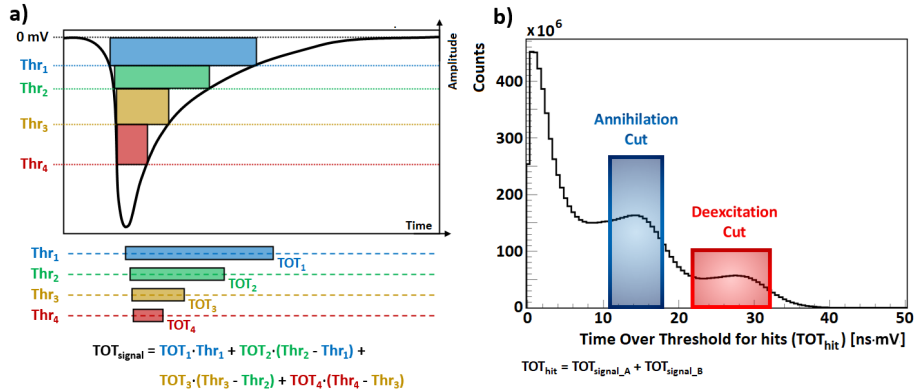 a)
0 mV
Thr1
Thr2
Thr3
Thr4
Amplitude
Time
Thr1
TOT1
Thr2
TOT2
Thr3
TOT3
Thr4
TOT4
TOTsignal = TOT1·Thr1 + TOT2·(Thr2 - Thr1) +
TOT3·(Thr3 - Thr2) + TOT4·(Thr4 - Thr3)
b)
x10^6
Counts
400
300
200
100
0
Annihilation
Cut
Deexcitation
Cut
0 10 20 30 40 50
Time Over Threshold for hits (TOThit) [ns·mV]
TOThit = TOTsignal_A + TOTsignal_B